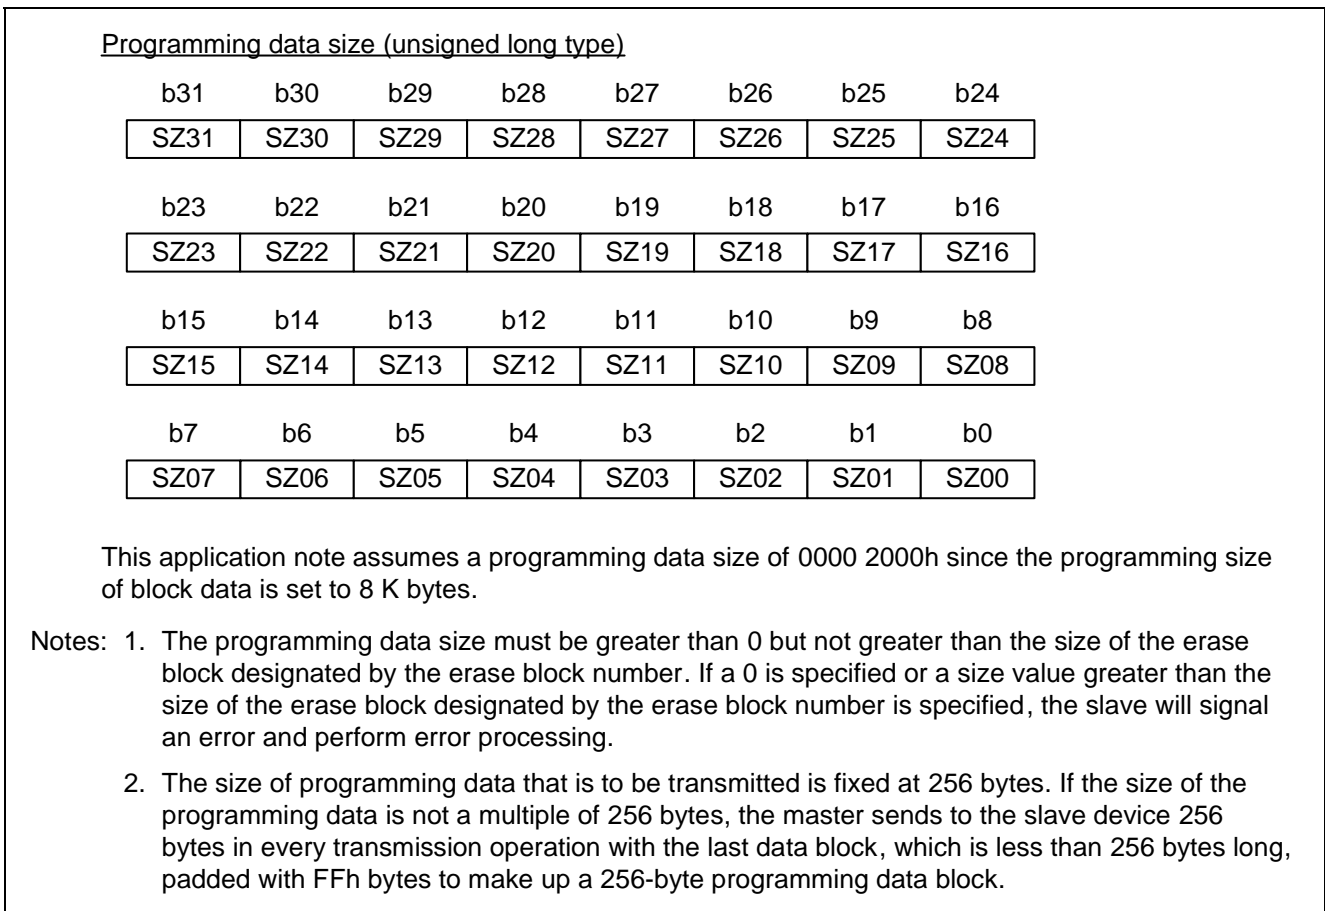 Programming data size (unsigned long type)
b31 b30 b29 b28 b27 b26 b25 b24
SZ31 SZ30 SZ29 SZ28 SZ27 SZ26 SZ25 SZ24
b23 b22 b21 b20 b19 b18 b17 b16
SZ23 SZ22 SZ21 SZ20 SZ19 SZ18 SZ17 SZ16
b15 b14 b13 b12 b11 b10 b9 b8
SZ15 SZ14 SZ13 SZ12 SZ11 SZ10 SZ09 SZ08
b7 b6 b5 b4 b3 b2 b1 b0
SZ07 SZ06 SZ05 SZ04 SZ03 SZ02 SZ01 SZ00
This application note assumes a programming data size of 0000 2000h since the programming size
of block data is set to 8 K bytes.
Notes: 1. The programming data size must be greater than 0 but not greater than the size of the erase
block designated by the erase block number. If a 0 is specified or a size value greater than the
size of the erase block designated by the erase block number is specified, the slave will signal
an error and perform error processing.
2. The size of programming data that is to be transmitted is fixed at 256 bytes. If the size of the
programming data is not a multiple of 256 bytes, the master sends to the slave device 256
bytes in every transmission operation with the last data block, which is less than 256 bytes long,
padded with FFh bytes to make up a 256-byte programming data block.